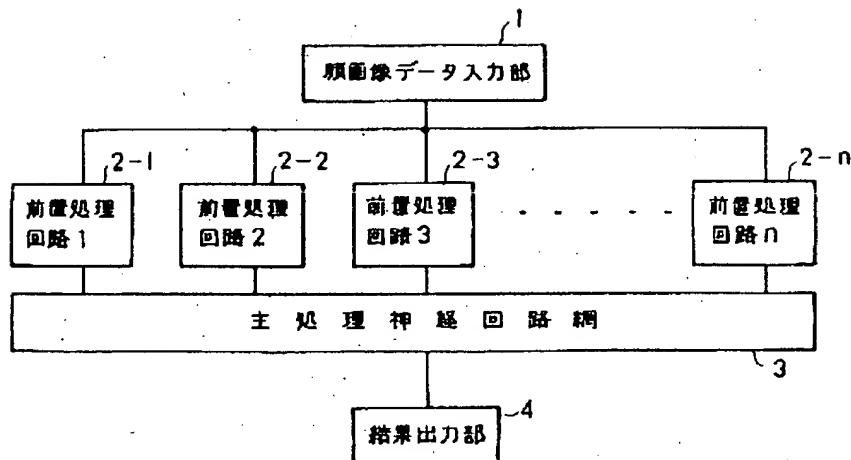 1
顔画像データ入力部
2-1
2-2
2-3
2-n
前置処理
回路1
前置処理
回路2
前置処理
回路3
前置処理
回路n
主処理神経回路網
3
4
結果出力部